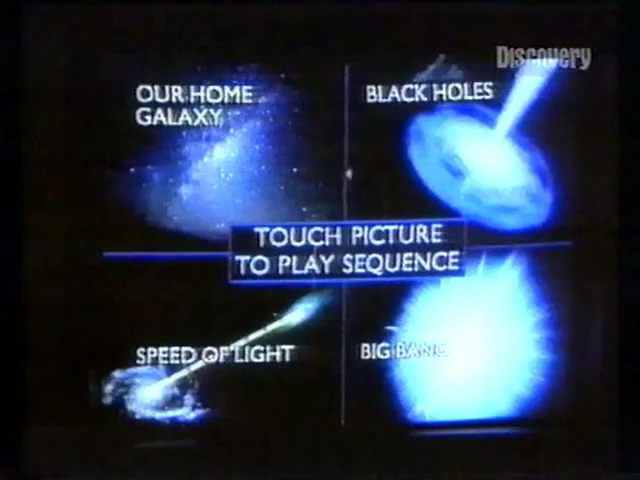 Discovery
OUR HOME
GALAXY
BLACK HOLES
TOUCH PICTURE
TO PLAY SEQUENCE
SPEED OF LIGHT
BIG BANG